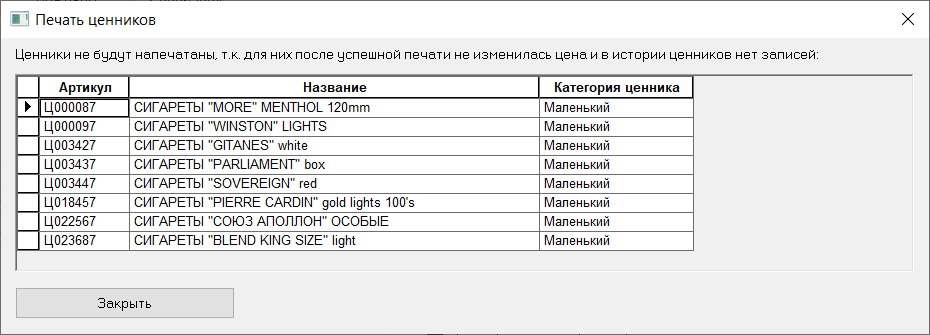 Печать ценников
Ценники не будут напечатаны, т.к. для них после успешной печати не изменилась цена и в истории ценников нет записей:
Артикул Название Категория ценника
Ц000087 СИГАРЕТЫ "MORE" MENTHOL 120mm Маленький
Ц000097 СИГАРЕТЫ "WINSTON" LIGHTS Маленький
Ц003427 СИГАРЕТЫ "GITANES" white Маленький
Ц003437 СИГАРЕТЫ "PARLIAMENT" box Маленький
Ц003447 СИГАРЕТЫ "SOVEREIGN" red Маленький
Ц018457 СИГАРЕТЫ "PIERRE CARDIN" gold lights 100's Маленький
Ц022567 СИГАРЕТЫ "СОЮЗ АПОЛЛОН" ОСОБЫЕ Маленький
Ц023687 СИГАРЕТЫ "BLEND KING SIZE" light Маленький
Закрыть